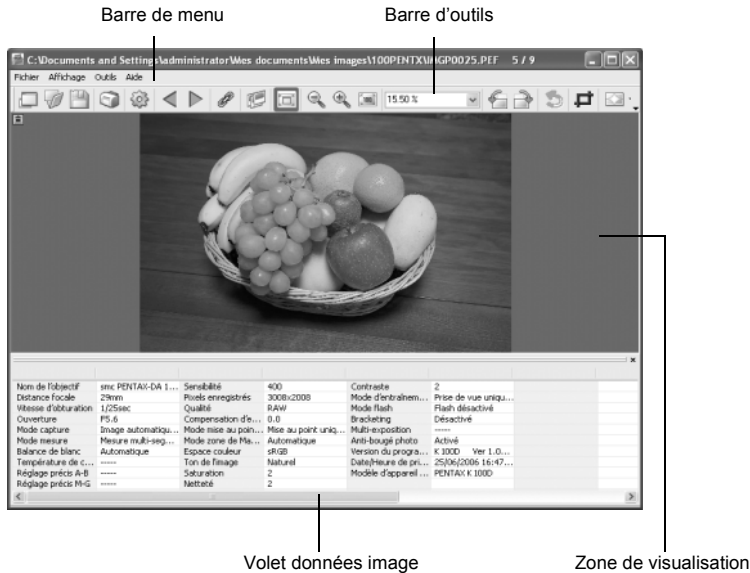 Barre de menu
Barre d'outils
C:\Documents and Settings\administrator\Mes documents\Mes images\100PENTX\IMGP0025.PEF 5 / 9
Fichier Affichage Outils Aide
15.50 %
Nom de l'objectif smc PENTAX-DA 1... Sensibilité 400 Contraste 2
Distance focale 29mm Pixels enregistrés 3008x2008 Mode d'entraînem... Prise de vue uniqu...
Vitesse d'obturation 1/25sec Qualité RAW Mode flash Flash désactivé
Ouverture F5.6 Compensation d'e... 0.0 Bracketing Désactivé
Mode capture Image automatiqu... Mode mise au poin... Mise au point uniq... Multi-exposition -----
Mode mesure Mesure multi-seg... Mode zone de Ma... Automatique Anti-bougé photo Activé
Balance de blanc Automatique Espace couleur sRGB Version du progra... K100D Ver 1.0...
Température de c... ----- Ton de l'image Naturel Date/Heure de pri... 25/06/2006 16:47...
Réglage précis A-B ----- Saturation 2 Modèle d'appareil ... PENTAX K100D
Réglage précis M-G ----- Netteté 2
Volet données image
Zone de visualisation